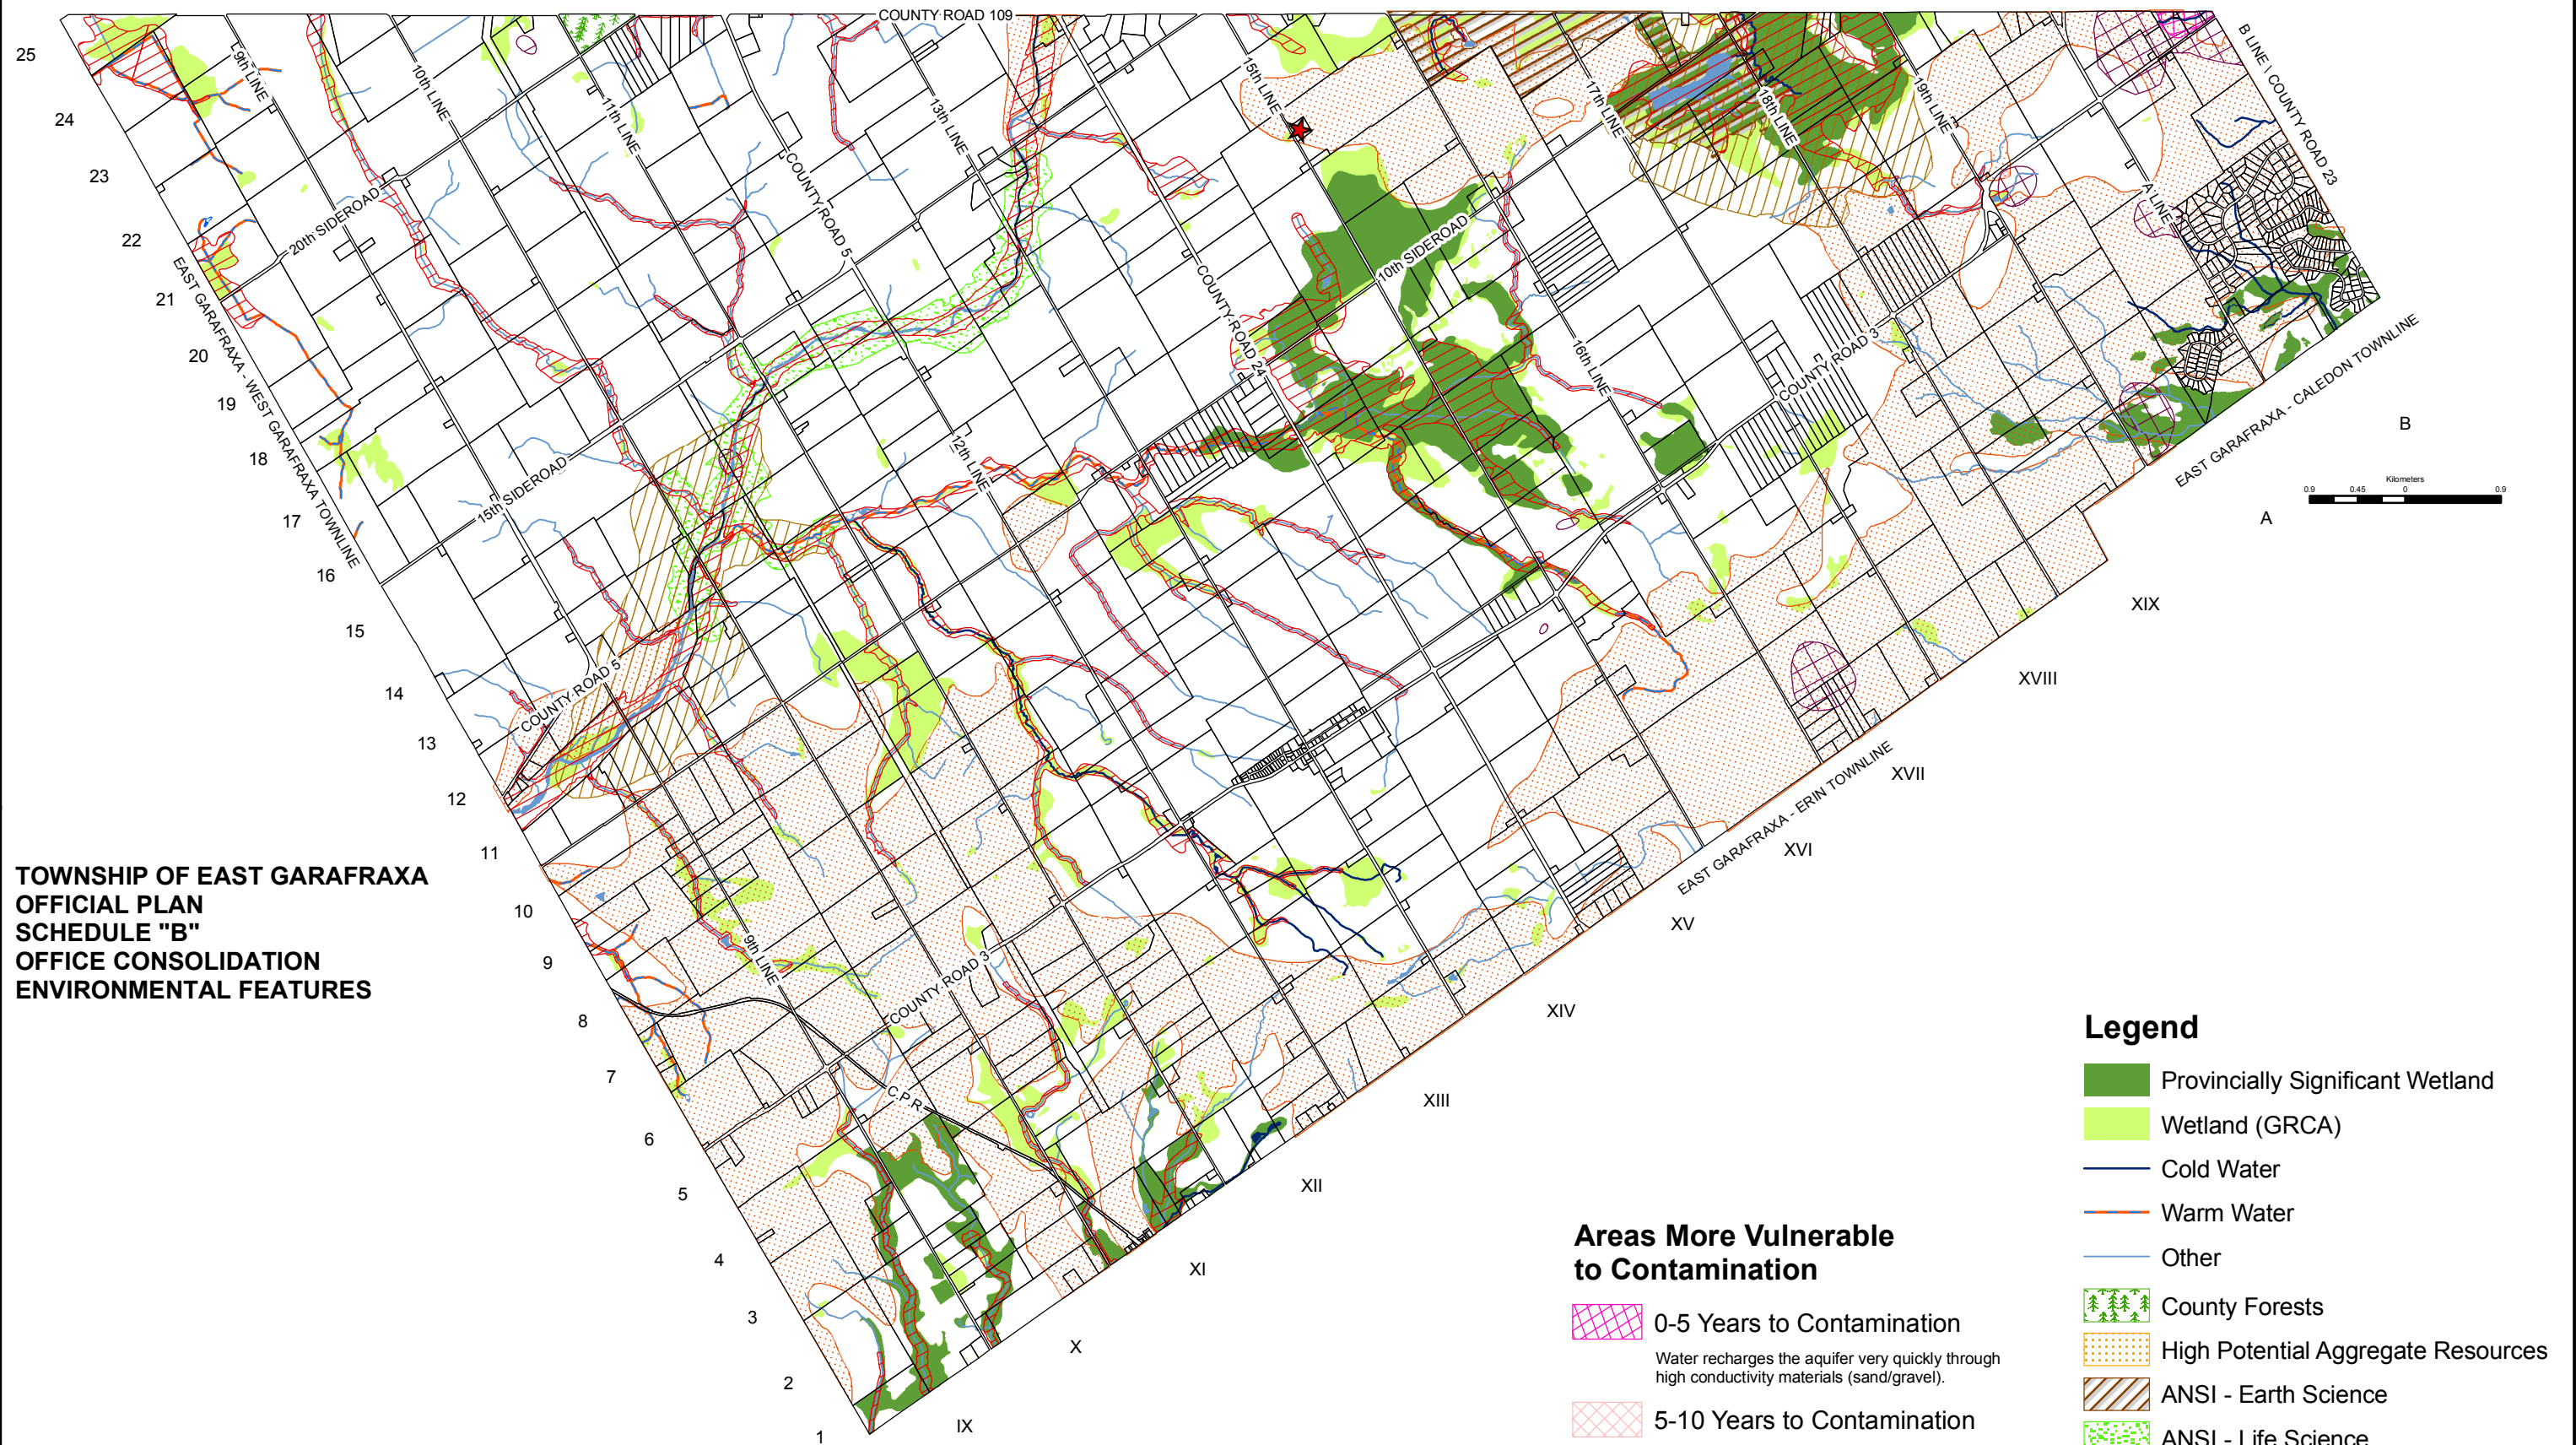 COUNTY ROAD 109
25
24
23
22
21
20
19
18
17
16
15
14
13
12
11
10
9
8
7
6
5
4
3
2
1
9th LINE
10th LINE
11th LINE
COUNTY ROAD 5
13th LINE
15th LINE
17th LINE
18th LINE
19th LINE
A LINE
B LINE \ COUNTY ROAD 23
20th SIDEROAD
10th SIDEROAD
COUNTY ROAD 24
16th LINE
COUNTY ROAD 3
EAST GARAFRAXA - WEST GARAFRAXA TOWNLINE
15th SIDEROAD
12th LINE
COUNTY ROAD 5
9th LINE
COUNTY ROAD 3
C.P.R.
EAST GARAFRAXA - CALEDON TOWNLINE
EAST GARAFRAXA - ERIN TOWNLINE
B
A
XIX
XVIII
XVII
XVI
XV
XIV
XIII
XII
XI
X
IX
Kilometers
0.9 0.45 0 0.9
TOWNSHIP OF EAST GARAFRAXA
OFFICIAL PLAN
SCHEDULE "B"
OFFICE CONSOLIDATION
ENVIRONMENTAL FEATURES
Areas More Vulnerable
to Contamination
0-5 Years to Contamination
Water recharges the aquifer very quickly through
high conductivity materials (sand/gravel).
5-10 Years to Contamination
Legend
Provincially Significant Wetland
Wetland (GRCA)
Cold Water
Warm Water
Other
County Forests
High Potential Aggregate Resources
ANSI - Earth Science
ANSI - Life Science